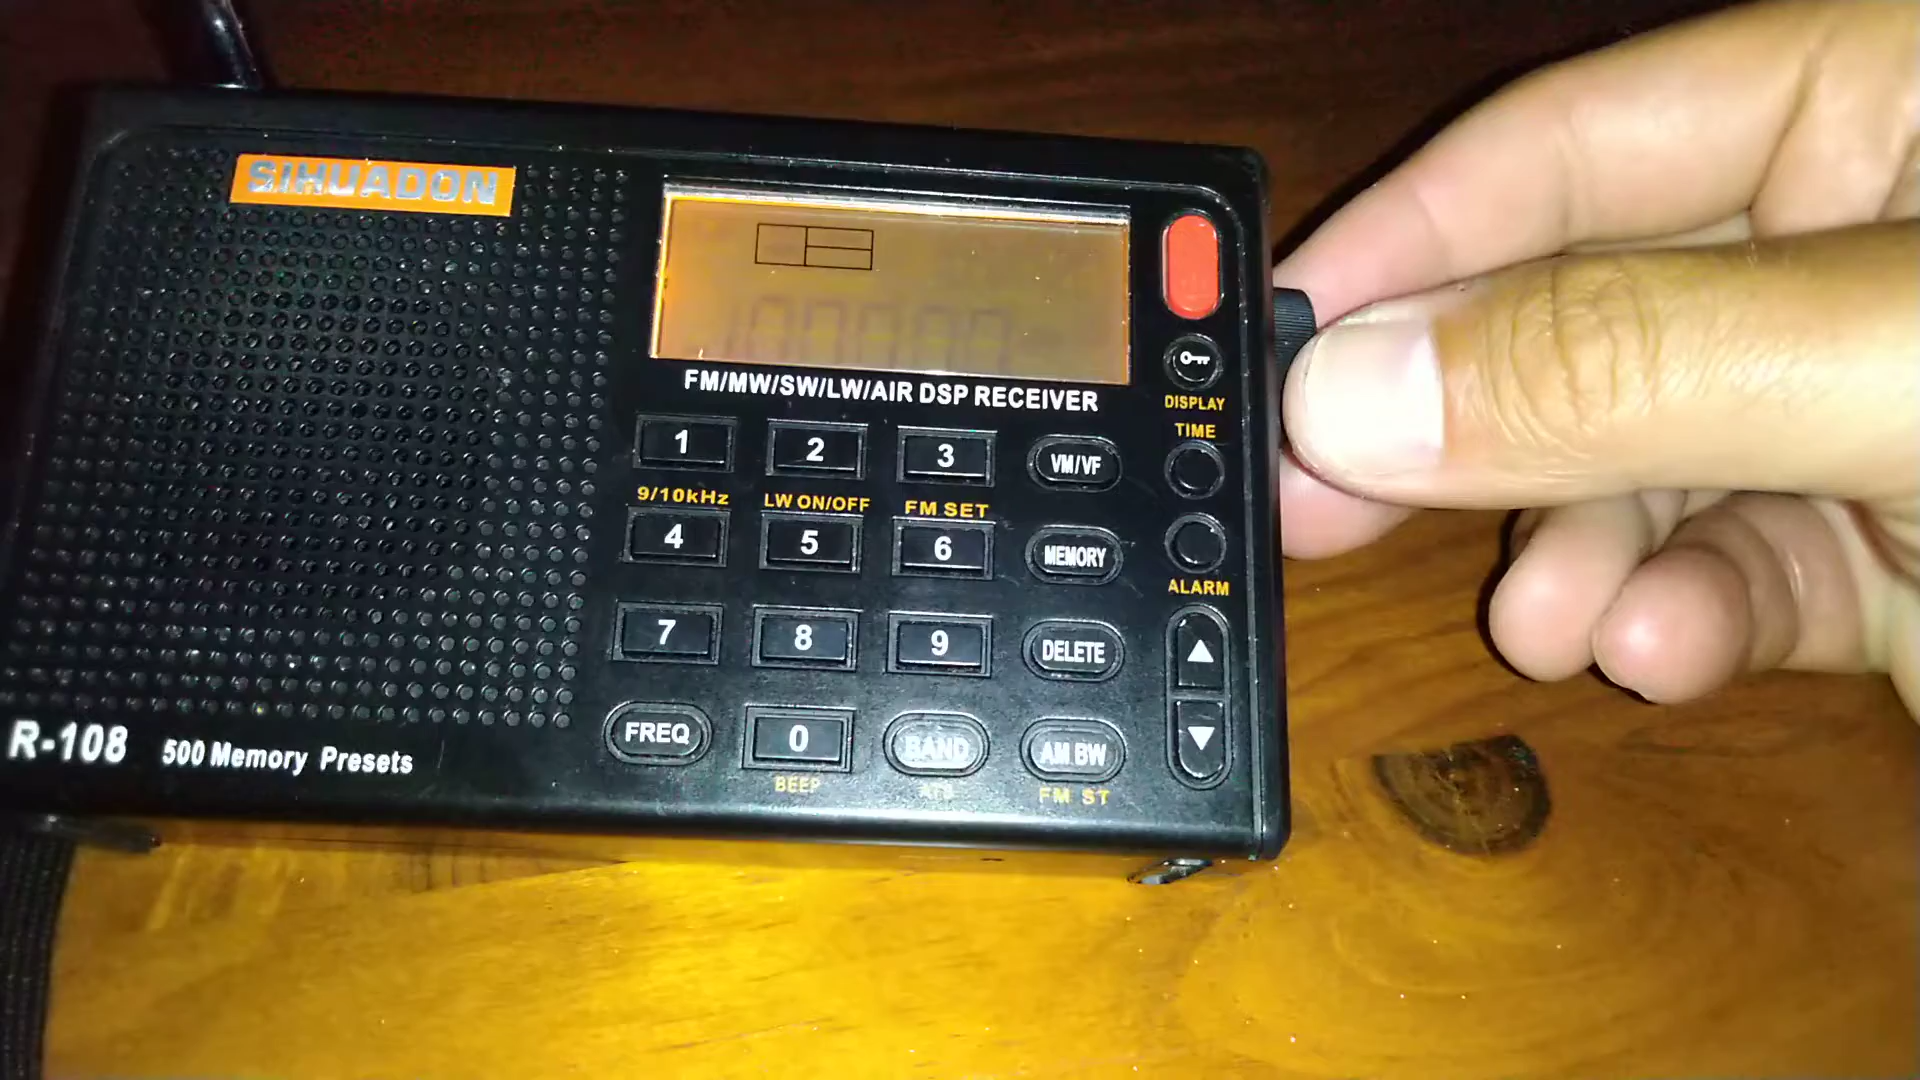 SIHUADON
FM/MW/SW/LW/AIR DSP RECEIVER
DISPLAY
TIME
1 2 3 VM/VF
9/10kHz LW ON/OFF FM SET
4 5 6 MEMORY
ALARM
7 8 9 DELETE
FREQ 0 BAND AM BW
BEEP ATS FM ST
R-108 500 Memory Presets